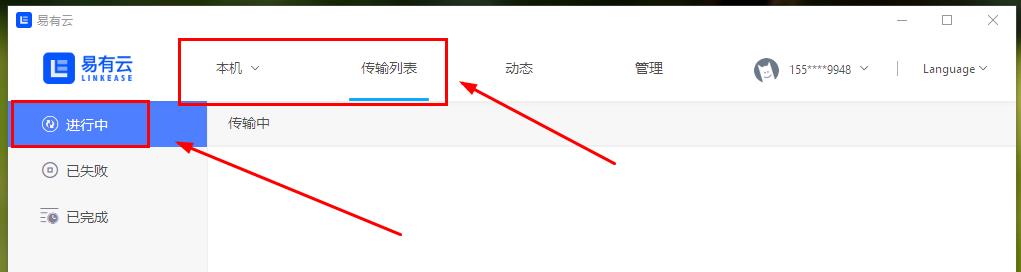 易有云
易有云
LINKEASE
本机
传输列表
动态
管理
155****9948
Language
进行中
传输中
已失败
已完成